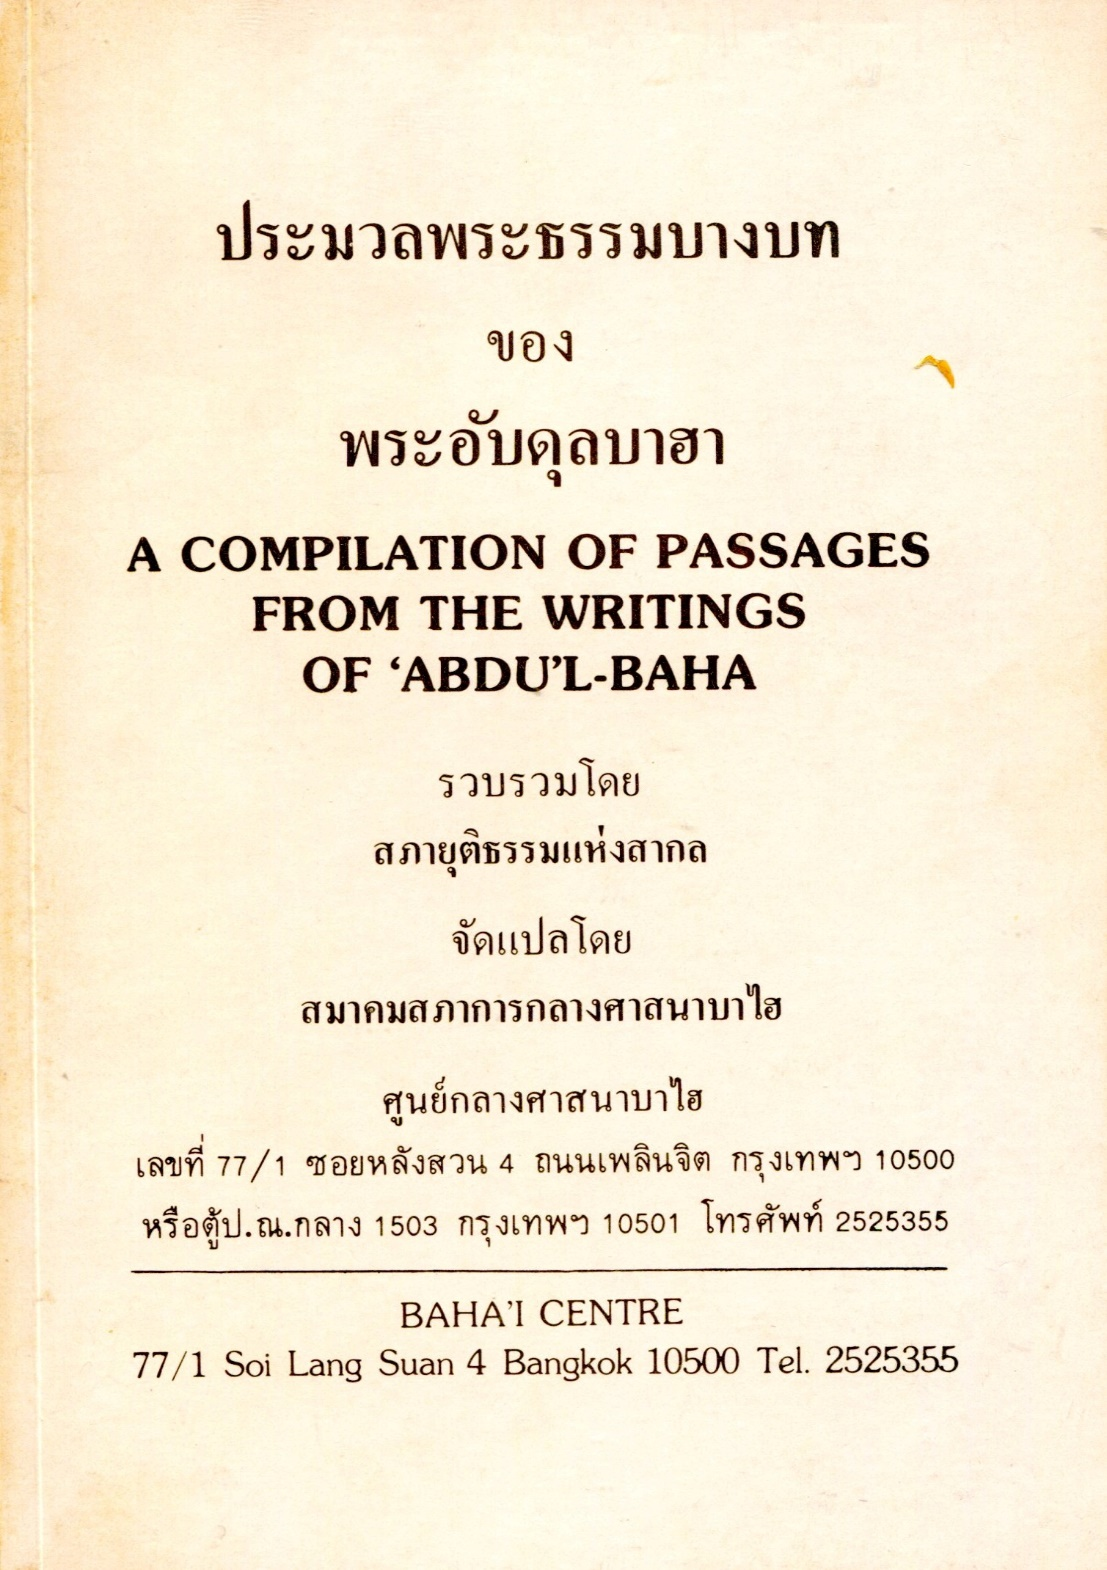 ประมวลพระธรรมบางบท
ของ
พระอับดุลบาฮา
A COMPILATION OF PASSAGES
FROM THE WRITINGS
OF ‘ABDU’L-BAHA
รวบรวมโดย
สภายุติธรรมแห่งสากล
จัดแปลโดย
สมาคมสภาการกลางศาสนาบาไฮ
ศูนย์กลางศาสนาบาไฮ
เลขที่ 77/1 ซอยหลังสวน 4 ถนนเพลินจิต กรุงเทพฯ 10500
หรือตู้ป.ณ.กลาง 1503 กรุงเทพฯ 10501 โทรศัพท์ 2525355
BAHA’I CENTRE
77/1 Soi Lang Suan 4 Bangkok 10500 Tel. 2525355